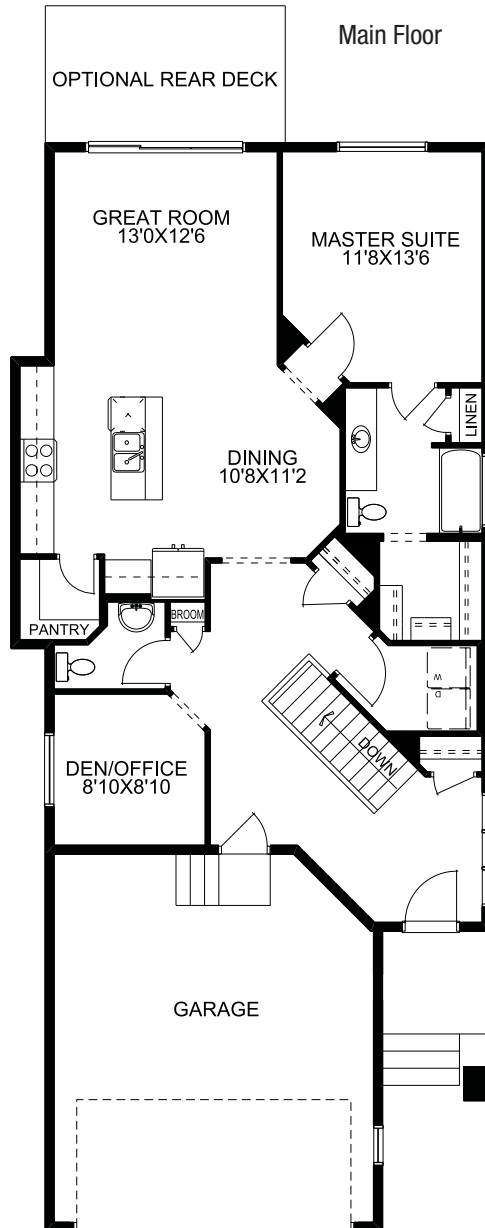 Main Floor
OPTIONAL REAR DECK
GREAT ROOM
13'0X12'6
MASTER SUITE
11'8X13'6
LINEN
DINING
10'8X11'2
BROOM
PANTRY
W
D
DOWN
DEN/OFFICE
8'10X8'10
GARAGE